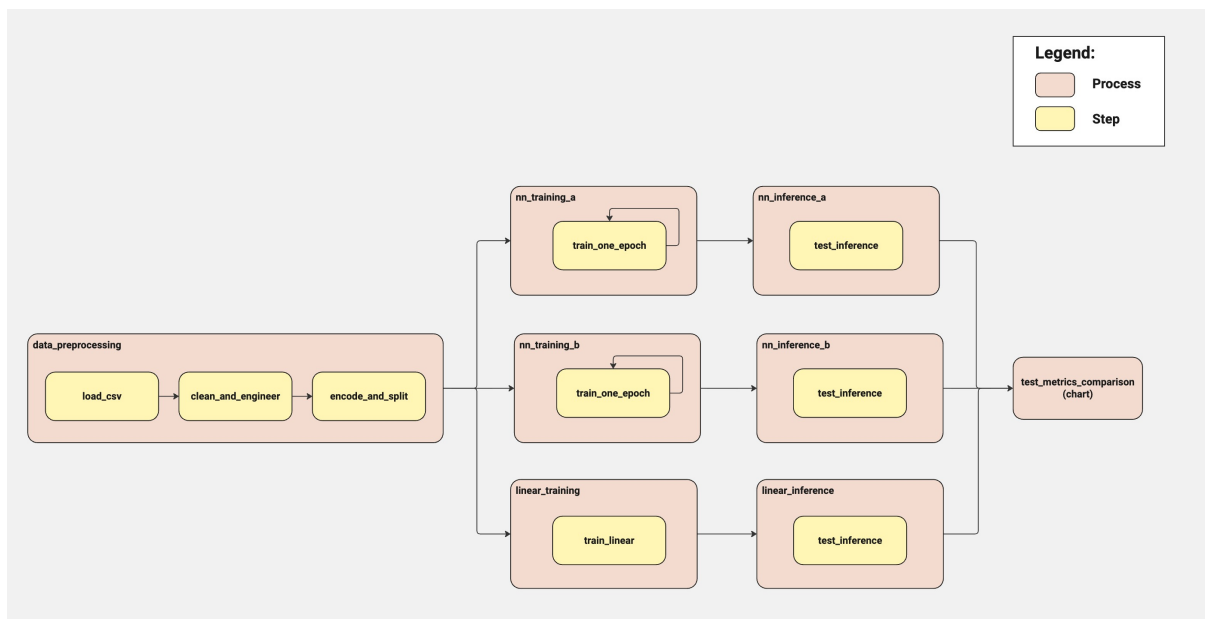 Legend:
Process
Step
nn_training_a
train_one_epoch
nn_inference_a
test_inference
data_preprocessing
load_csv
clean_and_engineer
encode_and_split
nn_training_b
train_one_epoch
nn_inference_b
test_inference
test_metrics_comparison
(chart)
linear_training
train_linear
linear_inference
test_inference